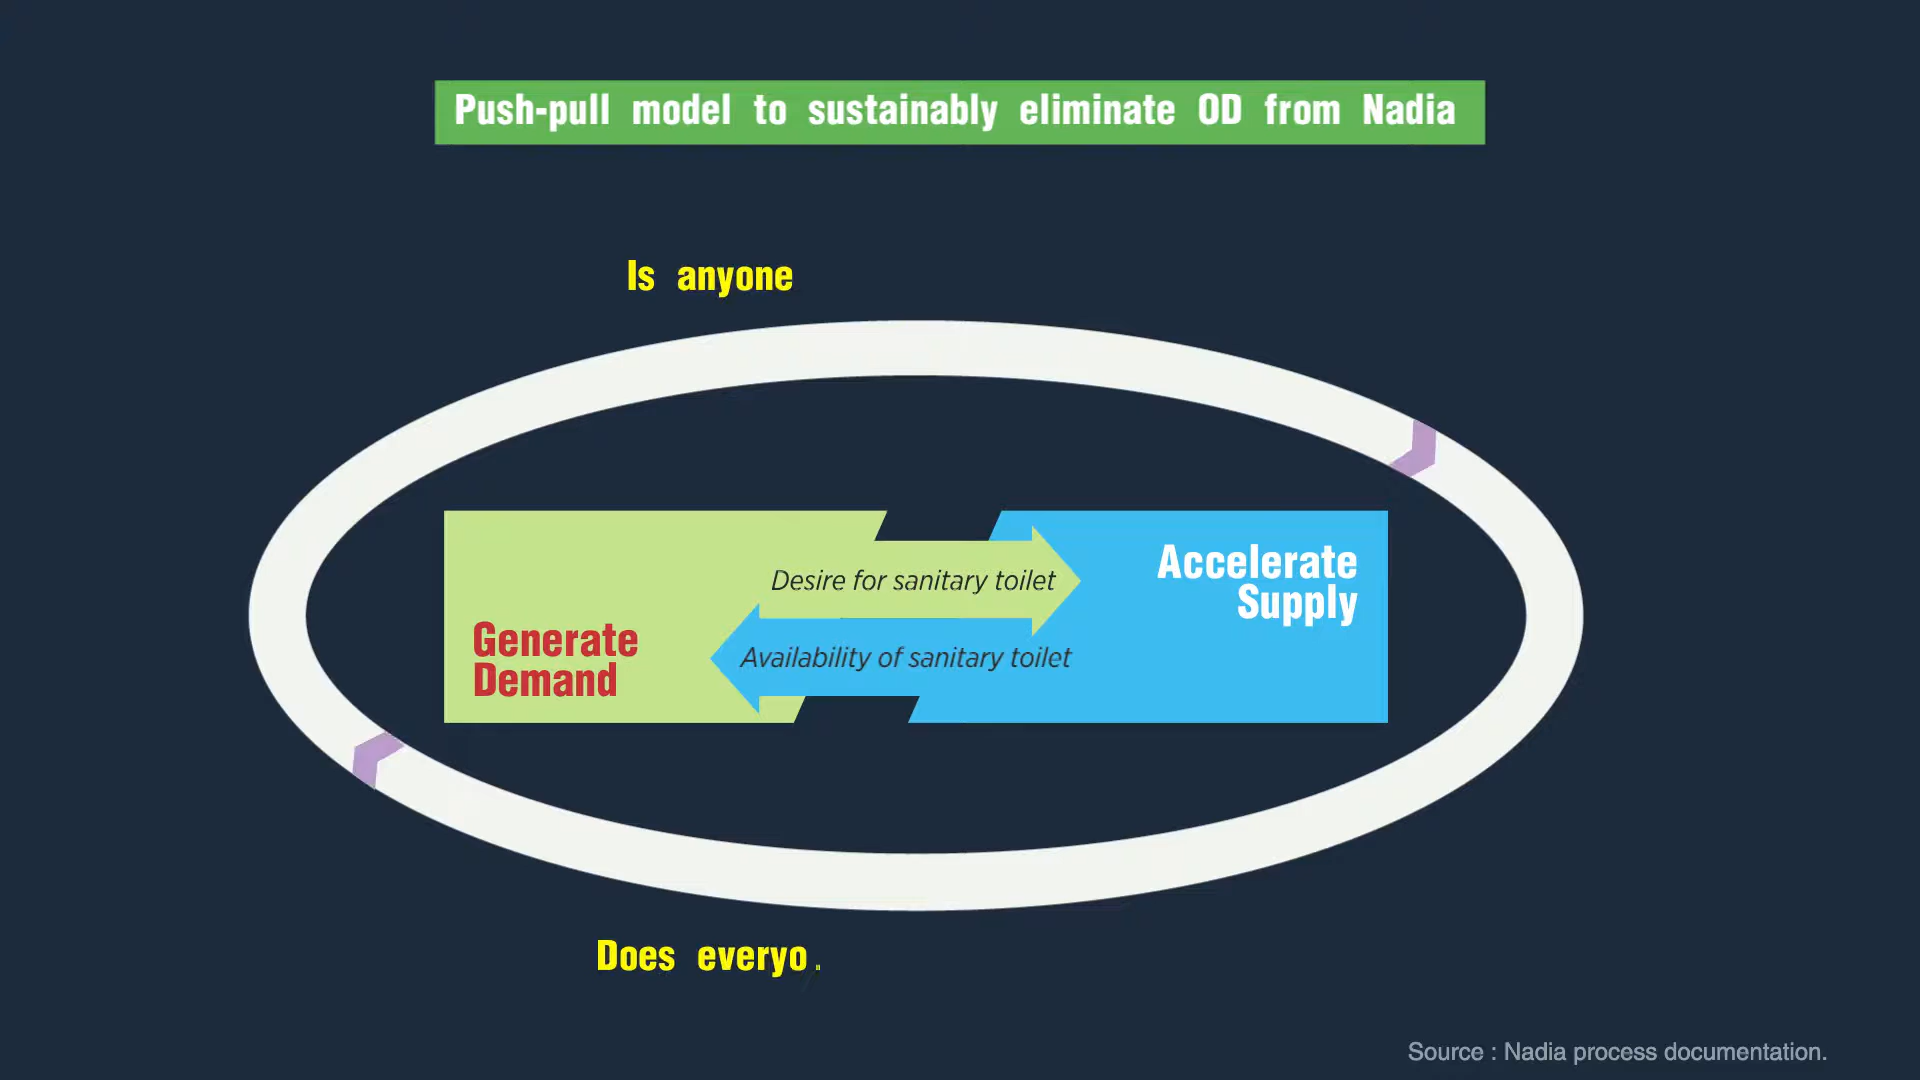 Push-pull model to sustainably eliminate OD from Nadia
Is anyone
Desire for sanitary toilet
Accelerate
Supply
Generate
Demand
Availability of sanitary toilet
Does everyo
Source : Nadia process documentation.